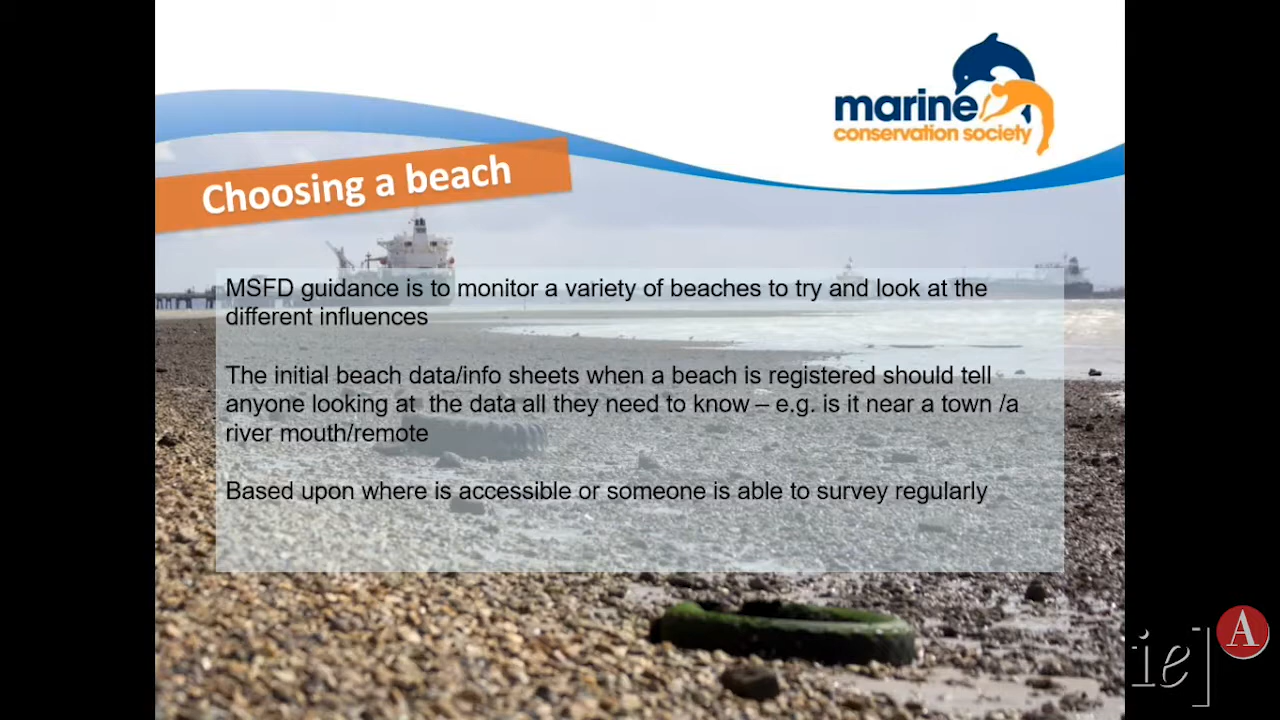 marine
conservation society
Choosing a beach
MSFD guidance is to monitor a variety of beaches to try and look at the
different influences
The initial beach data/info sheets when a beach is registered should tell
anyone looking at the data all they need to know – e.g. is it near a town /a
river mouth/remote
Based upon where is accessible or someone is able to survey regularly
ie]
A